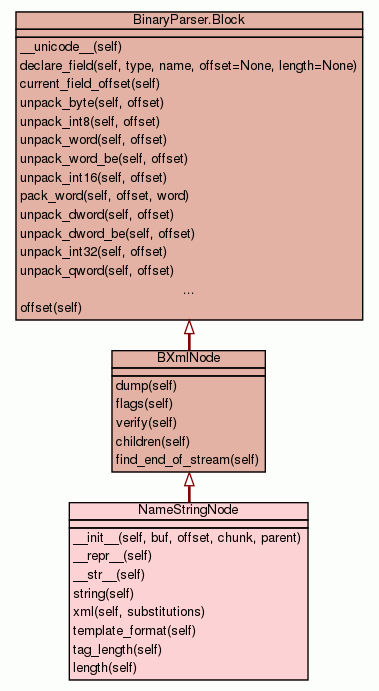 BinaryParser.Block
__unicode__(self)
declare_field(self, type, name, offset=None, length=None)
current_field_offset(self)
unpack_byte(self, offset)
unpack_int8(self, offset)
unpack_word(self, offset)
unpack_word_be(self, offset)
unpack_int16(self, offset)
pack_word(self, offset, word)
unpack_dword(self, offset)
unpack_dword_be(self, offset)
unpack_int32(self, offset)
unpack_qword(self, offset)
...
offset(self)
BXmlNode
dump(self)
flags(self)
verify(self)
children(self)
find_end_of_stream(self)
NameStringNode
__init__(self, buf, offset, chunk, parent)
__repr__(self)
__str__(self)
string(self)
xml(self, substitutions)
template_format(self)
tag_length(self)
length(self)